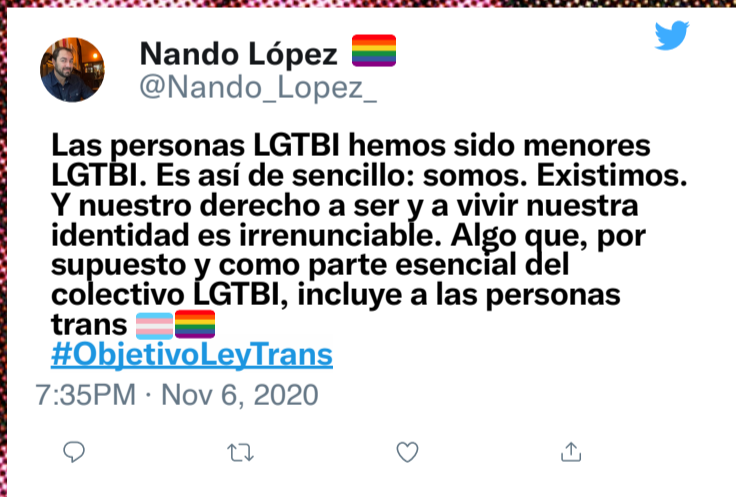 Nando López 🏳️‍🌈
@Nando_Lopez_
Las personas LGTBI hemos sido menores
LGTBI. Es así de sencillo: somos. Existimos.
Y nuestro derecho a ser y a vivir nuestra
identidad es irrenunciable. Algo que, por
supuesto y como parte esencial del
colectivo LGTBI, incluye a las personas
trans 🏳️‍⚧️🏳️‍🌈
#ObjetivoLeyTrans
7:35PM · Nov 6, 2020